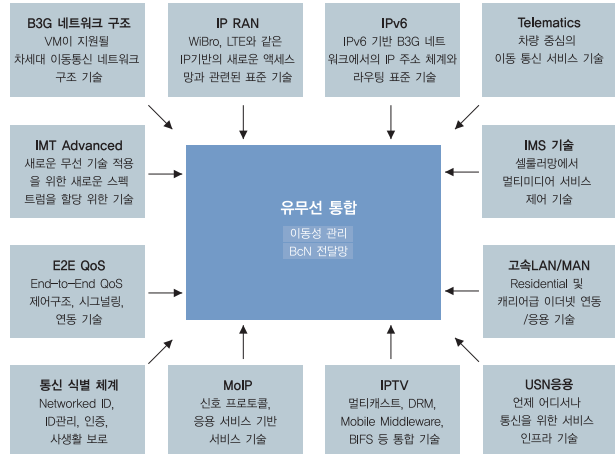 B3G 네트워크 구조
VM이 지원될
차세대 이동통신 네트워크
구조 기술
IP RAN
WiBro, LTE와 같은
IP기반의 새로운 액세스
망과 관련된 표준 기술
IPv6
IPv6 기반 B3G 네트
워크에서의 IP 주소 체계와
라우팅 표준 기술
Telematics
차량 중심의
이동 통신 서비스 기술
IMT Advanced
새로운 무선 기술 적용
을 위한 새로운 스펙
트럼을 할당 위한 기술
유무선 통합
이동성 관리
BcN 전달망
IMS 기술
셀룰러망에서
멀티미디어 서비스
제어 기술
E2E QoS
End-to-End QoS
제어구조, 시그널링,
연동 기술
고속LAN/MAN
Residential 및
캐리어급 이더넷 연동
/응용 기술
통신 식별 체계
Networked ID,
ID관리, 인증,
사생활 보로
MoIP
신호 프로토콜,
응용 서비스 기반
서비스 기술
IPTV
멀티캐스트, DRM,
Mobile Middleware,
BIFS 등 통합 기술
USN응용
언제 어디서나
통신을 위한 서비스
인프라 기술